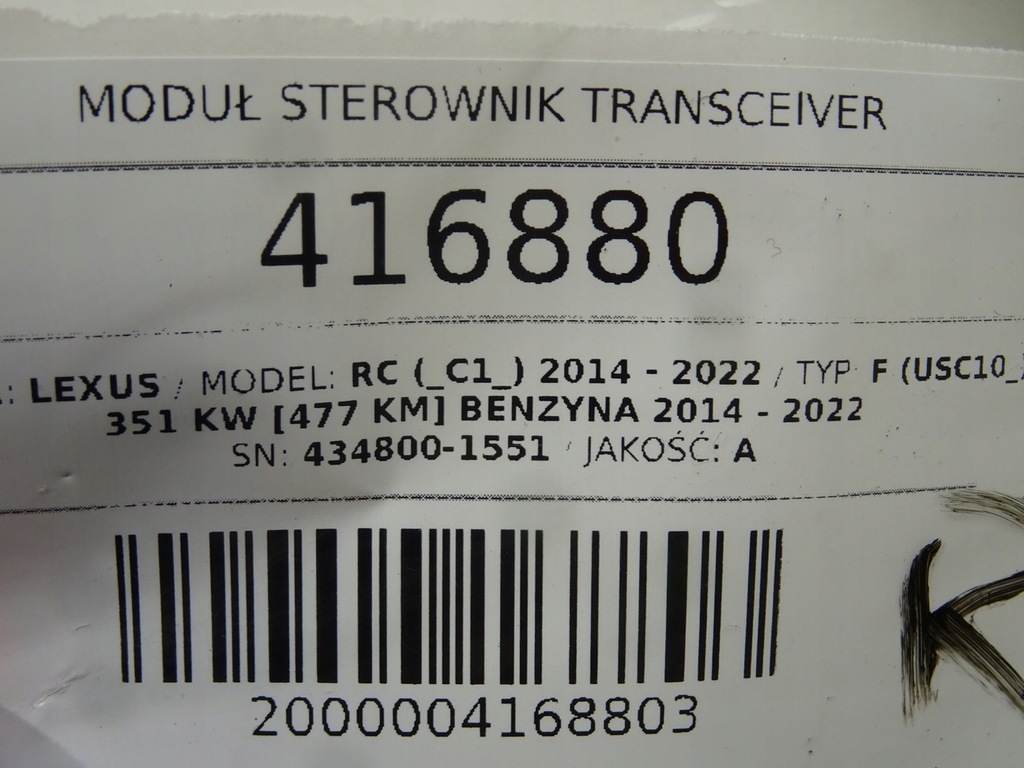 MODUŁ STEROWNIK TRANSCEIVER
416880
: LEXUS / MODEL: RC (_C1_) 2014 - 2022 / TYP F (USC10_)
351 KW [477 KM] BENZYNA 2014 - 2022
SN: 434800-1551 / JAKOŚĆ: A
2000004168803
K